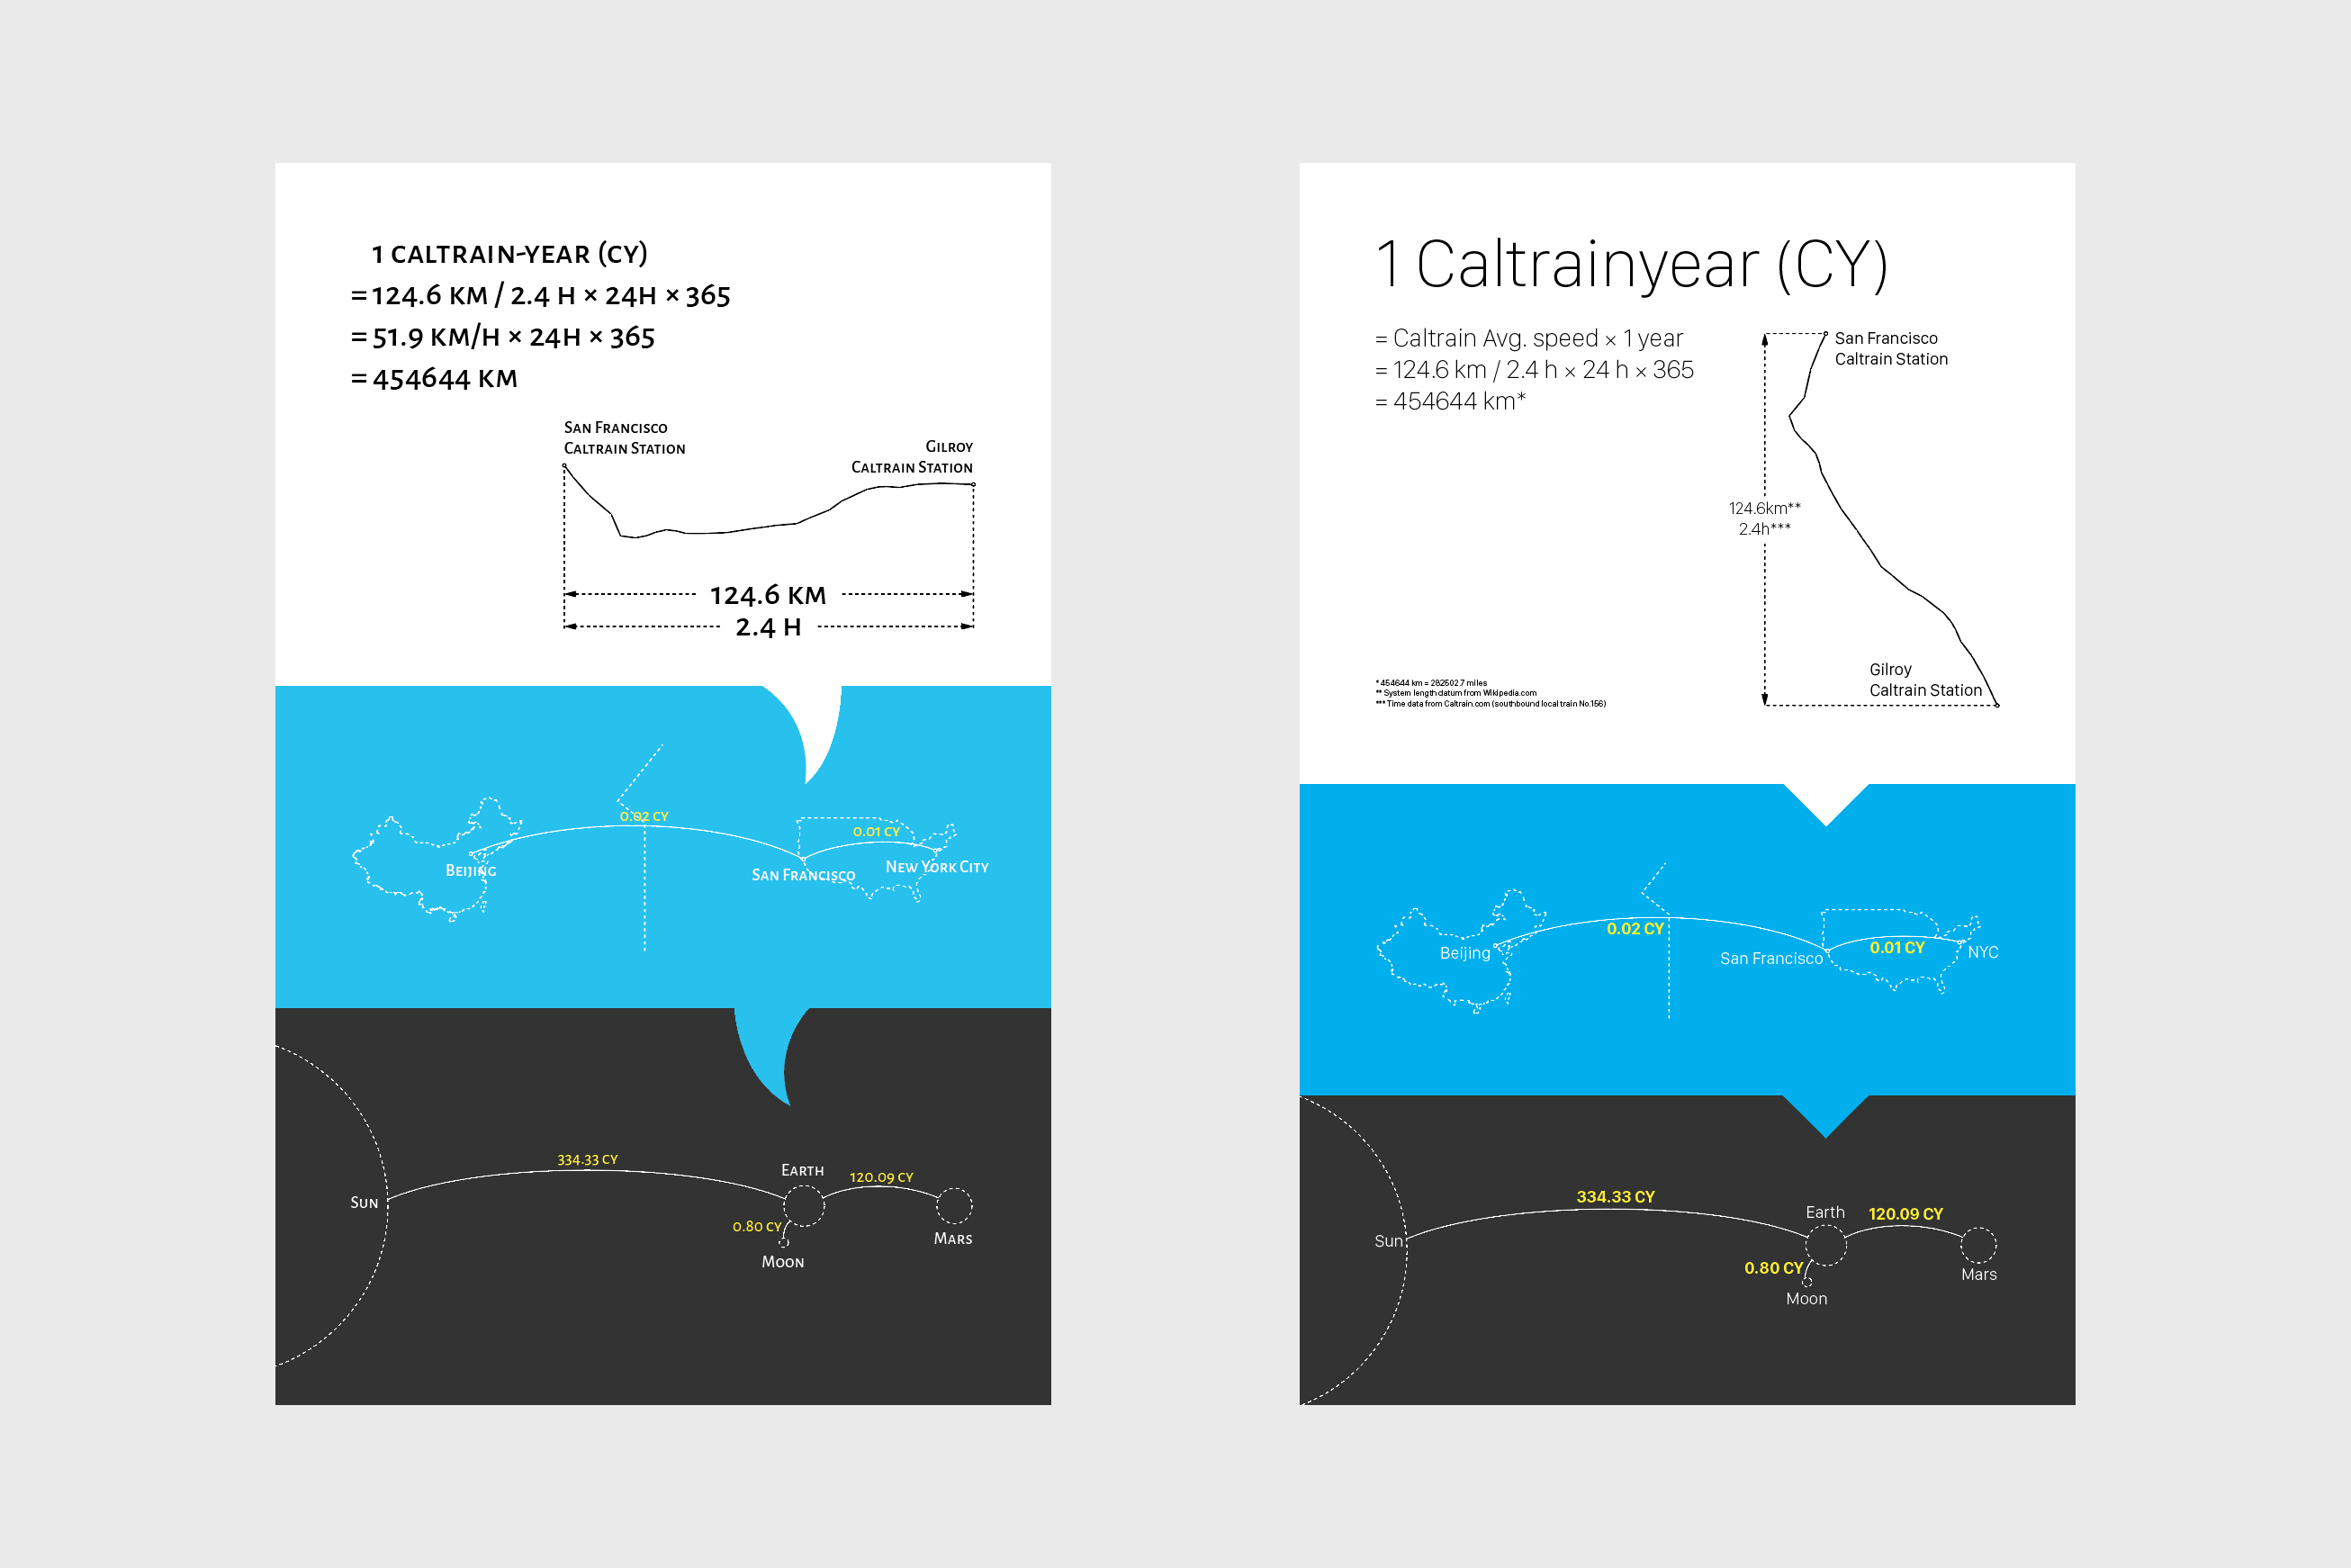 1 CALTRAIN-YEAR (CY)
= 124.6 KM / 2.4 H × 24H × 365
= 51.9 KM/H × 24H × 365
= 454644 KM
SAN FRANCISCO
CALTRAIN STATION
GILROY
CALTRAIN STATION
124.6 KM
2.4 H
0.02 CY
0.01 CY
BEIJING
SAN FRANCISCO
NEW YORK CITY
334.33 CY
EARTH
120.09 CY
SUN
0.80 CY
MARS
MOON
1 Caltrainyear (CY)
= Caltrain Avg. speed × 1 year
= 124.6 km / 2.4 h × 24 h × 365
= 454644 km*
San Francisco
Caltrain Station
124.6km**
2.4h***
Gilroy
Caltrain Station
* 454644 km = 282502.7 miles
** System length datum from Wikipedia.com
*** Time data from Caltrain.com (southbound local train No.156)
0.02 CY
0.01 CY
Beijing
San Francisco
NYC
334.33 CY
Earth
120.09 CY
Sun
0.80 CY
Mars
Moon